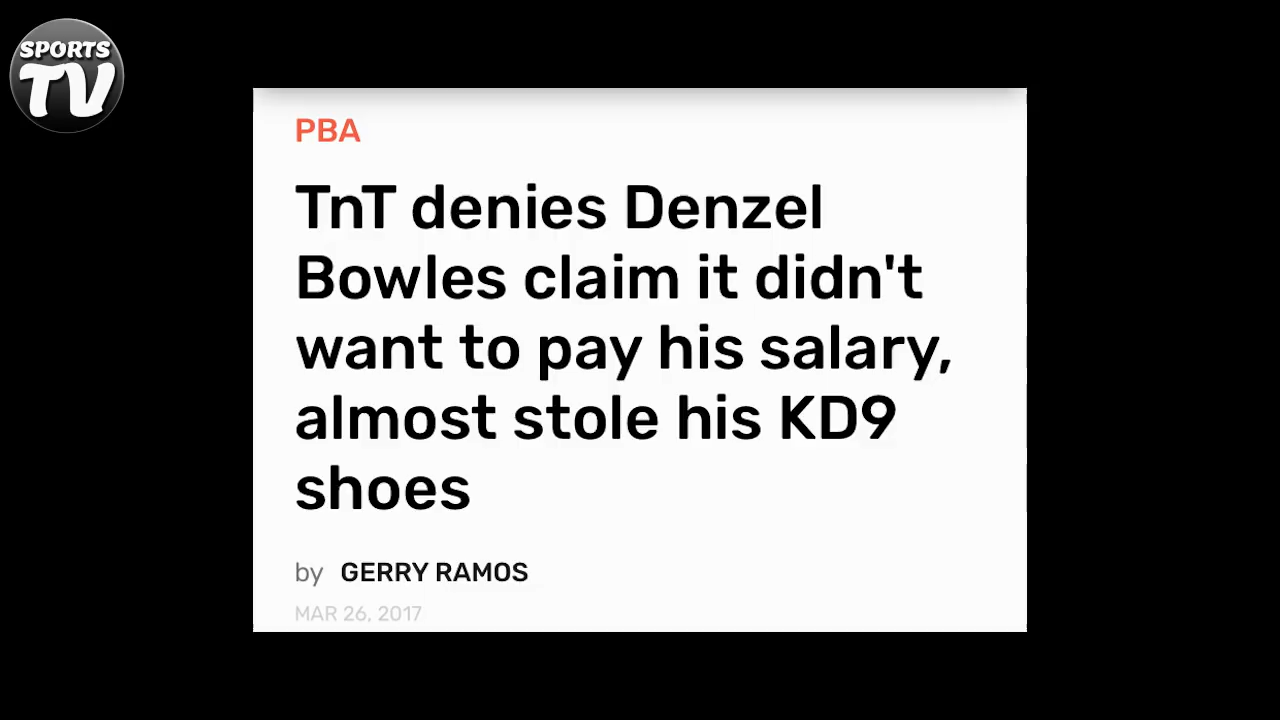 SPORTS
TV
PBA
TnT denies Denzel
Bowles claim it didn't
want to pay his salary,
almost stole his KD9
shoes
by GERRY RAMOS
MAR 26, 2017